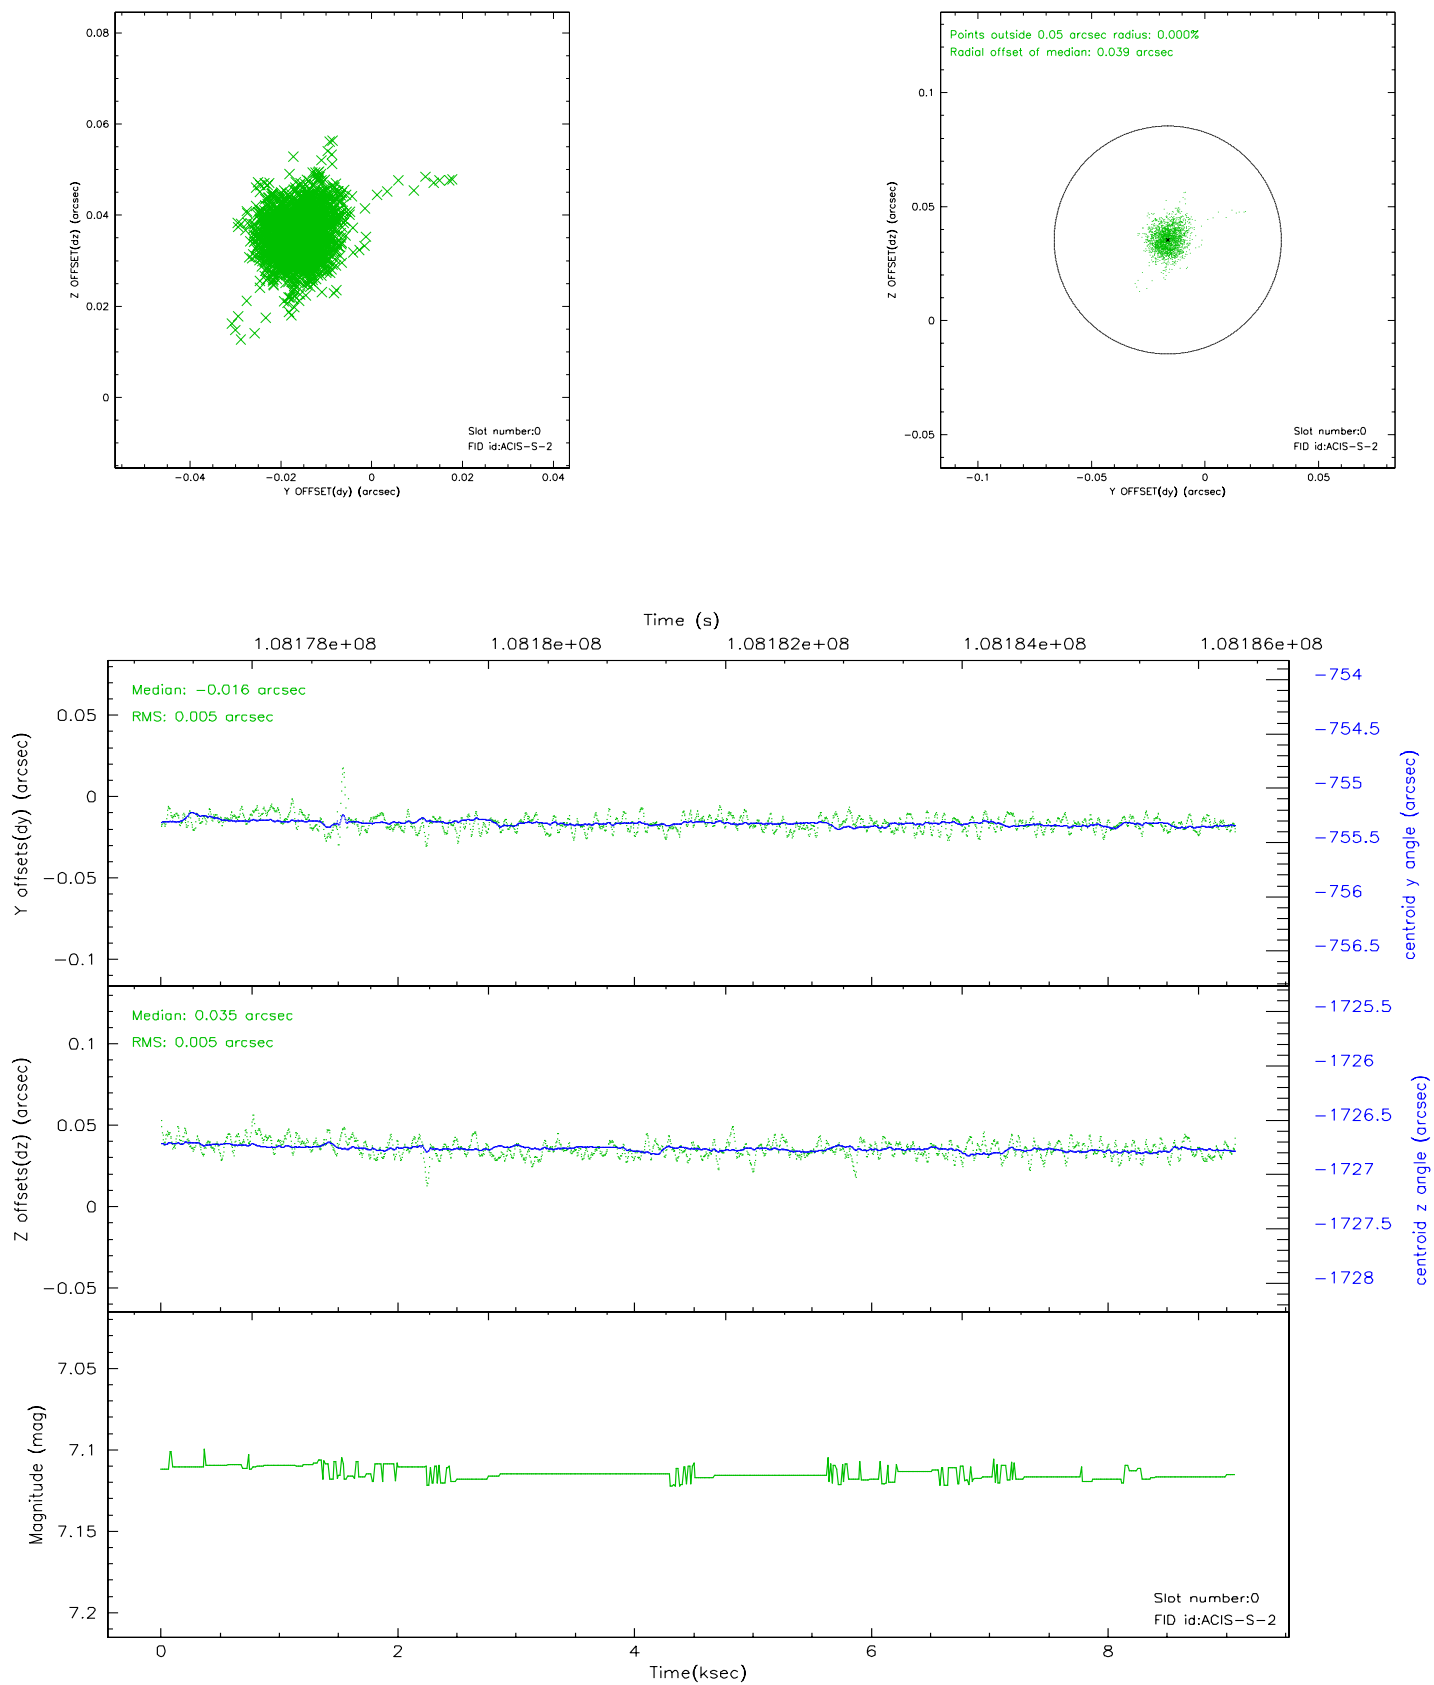 0.08
0.06
0.04
0.02
0
Z OFFSET(dz) (arcsec)
Slot number:0
FID id:ACIS-S-2
-0.04
-0.02
0
0.02
0.04
Y OFFSET(dy) (arcsec)
Points outside 0.05 arcsec radius: 0.000%
Radial offset of median: 0.039 arcsec
0.1
0.05
0
-0.05
Z OFFSET(dz) (arcsec)
Slot number:0
FID id:ACIS-S-2
-0.1
-0.05
0
0.05
Y OFFSET(dy) (arcsec)
Time (s)
1.08178e+08
1.0818e+08
1.08182e+08
1.08184e+08
1.08186e+08
Median: -0.016 arcsec
RMS: 0.005 arcsec
0.05
0
-0.05
-0.1
Y offsets(dy) (arcsec)
-754
-754.5
-755
-755.5
-756
-756.5
centroid y angle (arcsec)
Median: 0.035 arcsec
RMS: 0.005 arcsec
0.1
0.05
0
-0.05
Z offsets(dz) (arcsec)
-1725.5
-1726
-1726.5
-1727
-1727.5
-1728
centroid z angle (arcsec)
7.05
7.1
7.15
7.2
Magnitude (mag)
Slot number:0
FID id:ACIS-S-2
0
2
4
6
8
Time(ksec)